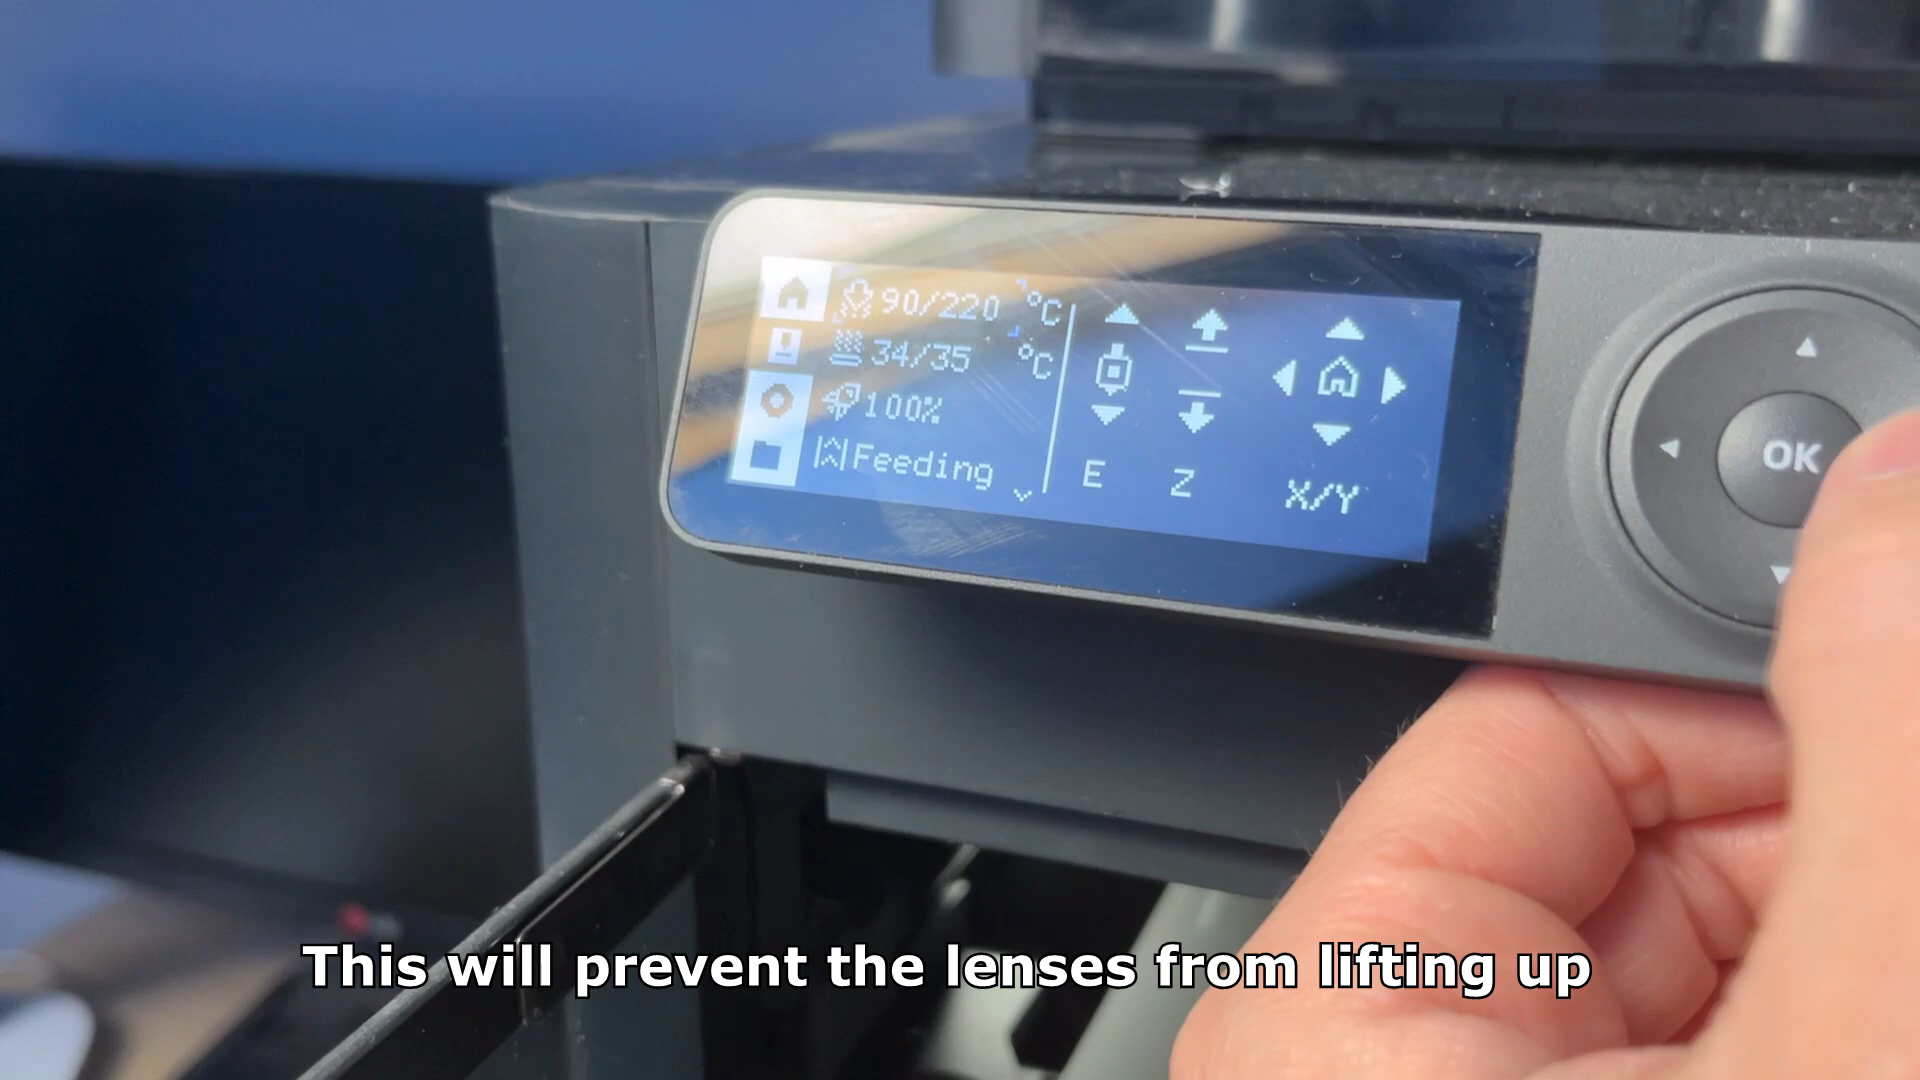 90/220 °C
34/35 °C
100%
Feeding
E Z X/Y
OK
This will prevent the lenses from lifting up